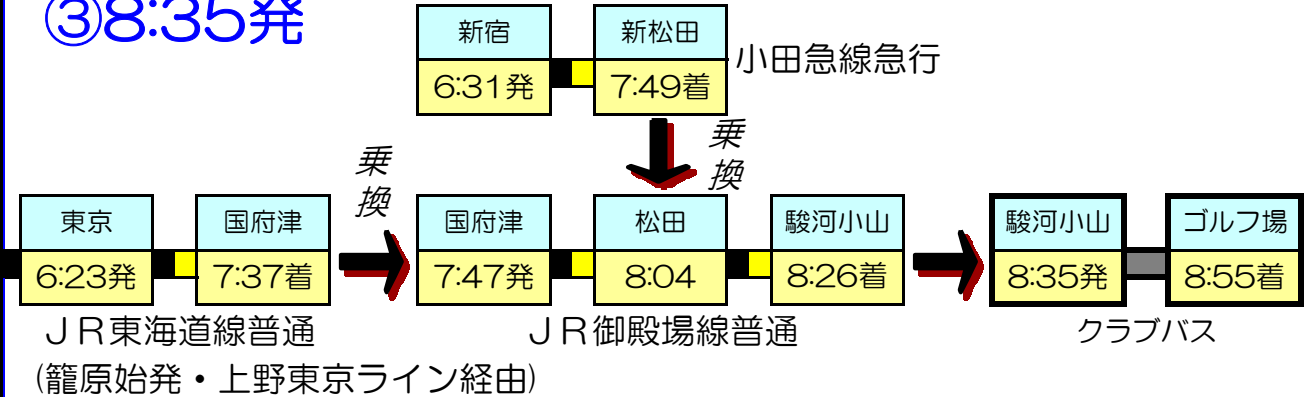 ③8:35発
新宿 新松田
6:31発 7:49着 小田急線急行
乗換 乗換
東京 国府津 国府津 松田 駿河小山 駿河小山 ゴルフ場
6:23発 7:37着 7:47発 8:04 8:26着 8:35発 8:55着
JR東海道線普通 JR御殿場線普通 クラブバス
(籠原始発・上野東京ライン経由)